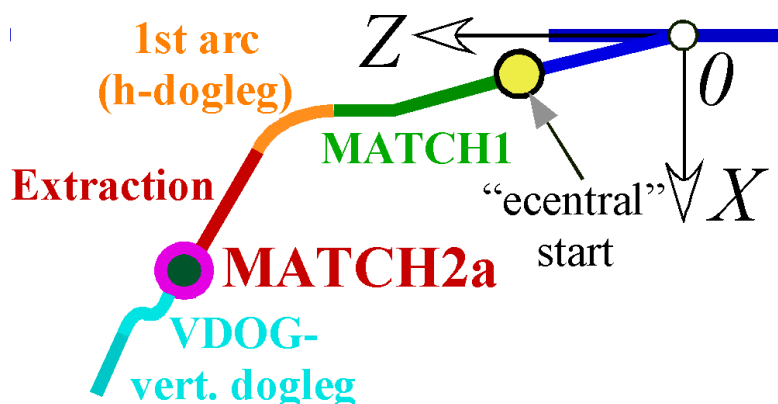 1st arc
(h-dogleg)
Z
0
MATCH1
Extraction
“ecentral”
start
X
MATCH2a
VDOG-
vert. dogleg